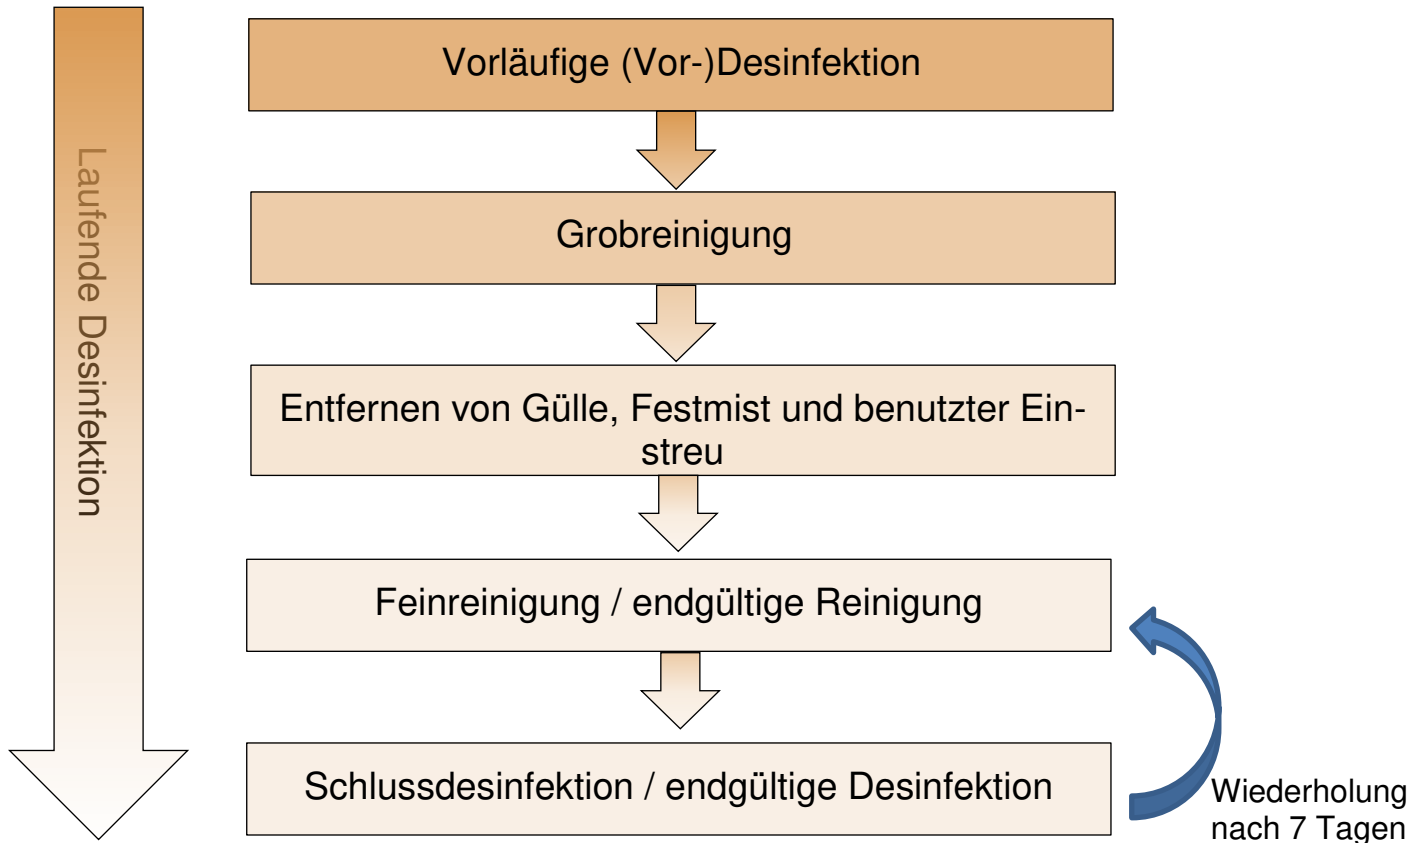 Laufende Desinfektion
Vorläufige (Vor-)Desinfektion
Grobreinigung
Entfernen von Gülle, Festmist und benutzter Ein-
streu
Feinreinigung / endgültige Reinigung
Schlussdesinfektion / endgültige Desinfektion
Wiederholung
nach 7 Tagen